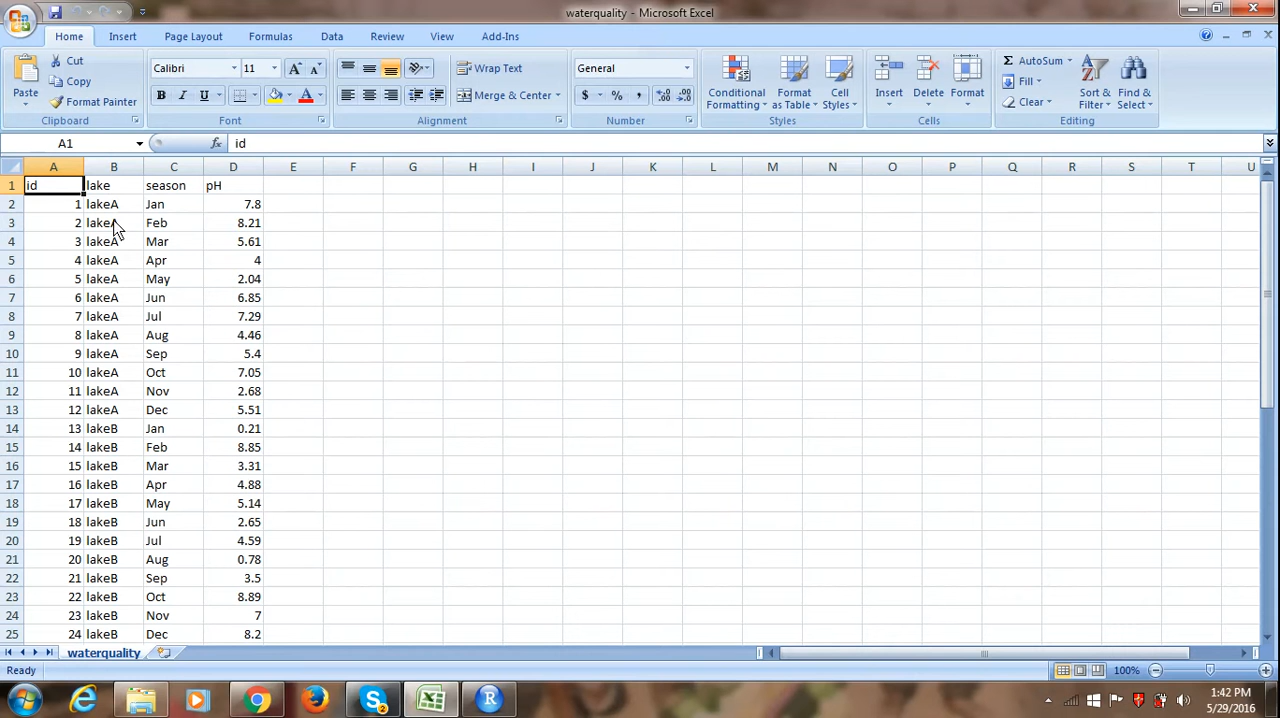 waterquality - Microsoft Excel
Home Insert Page Layout Formulas Data Review View Add-Ins
Paste Cut Copy Format Painter Clipboard
Calibri 11 A A B I U A Font
Wrap Text Merge & Center Alignment
General $ % , .0 .00 .00 .0 Number
Conditional Formatting Format as Table Cell Styles Styles
Insert Delete Format Cells
Σ AutoSum Fill Clear Sort & Filter Find & Select Editing
A1 fx id
A B C D E F G H I J K L M N O P Q R S T U
1 id lake season pH
2 1 lakeA Jan 7.8
3 2 lakeA Feb 8.21
4 3 lakeA Mar 5.61
5 4 lakeA Apr 4
6 5 lakeA May 2.04
7 6 lakeA Jun 6.85
8 7 lakeA Jul 7.29
9 8 lakeA Aug 4.46
10 9 lakeA Sep 5.4
11 10 lakeA Oct 7.05
12 11 lakeA Nov 2.68
13 12 lakeA Dec 5.51
14 13 lakeB Jan 0.21
15 14 lakeB Feb 8.85
16 15 lakeB Mar 3.31
17 16 lakeB Apr 4.88
18 17 lakeB May 5.14
19 18 lakeB Jun 2.65
20 19 lakeB Jul 4.59
21 20 lakeB Aug 0.78
22 21 lakeB Sep 3.5
23 22 lakeB Oct 8.89
24 23 lakeB Nov 7
25 24 lakeB Dec 8.2
waterquality
Ready 100%
S 2 R 1:42 PM
5/29/2016